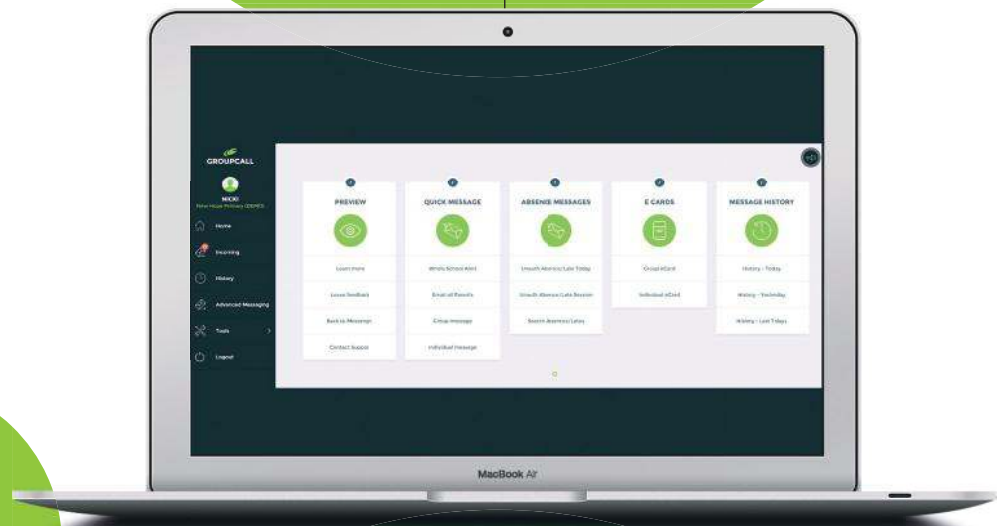 GROUPCALL
NICKI
Home
Incoming
History
Advanced Messaging
Tools
Logout
PREVIEW
Learn more
Leave feedback
Back to Messenger
Contact Support
QUICK MESSAGE
Whole School Alert
Email all Parents
Group message
Individual message
ABSENCE MESSAGES
Unauth Absence/Late Today
Unauth Absence/Late Session
Search Absence/Lates
E CARDS
Group eCard
Individual eCard
MESSAGE HISTORY
History - Today
History - Yesterday
History - Last 7 days
MacBook Air